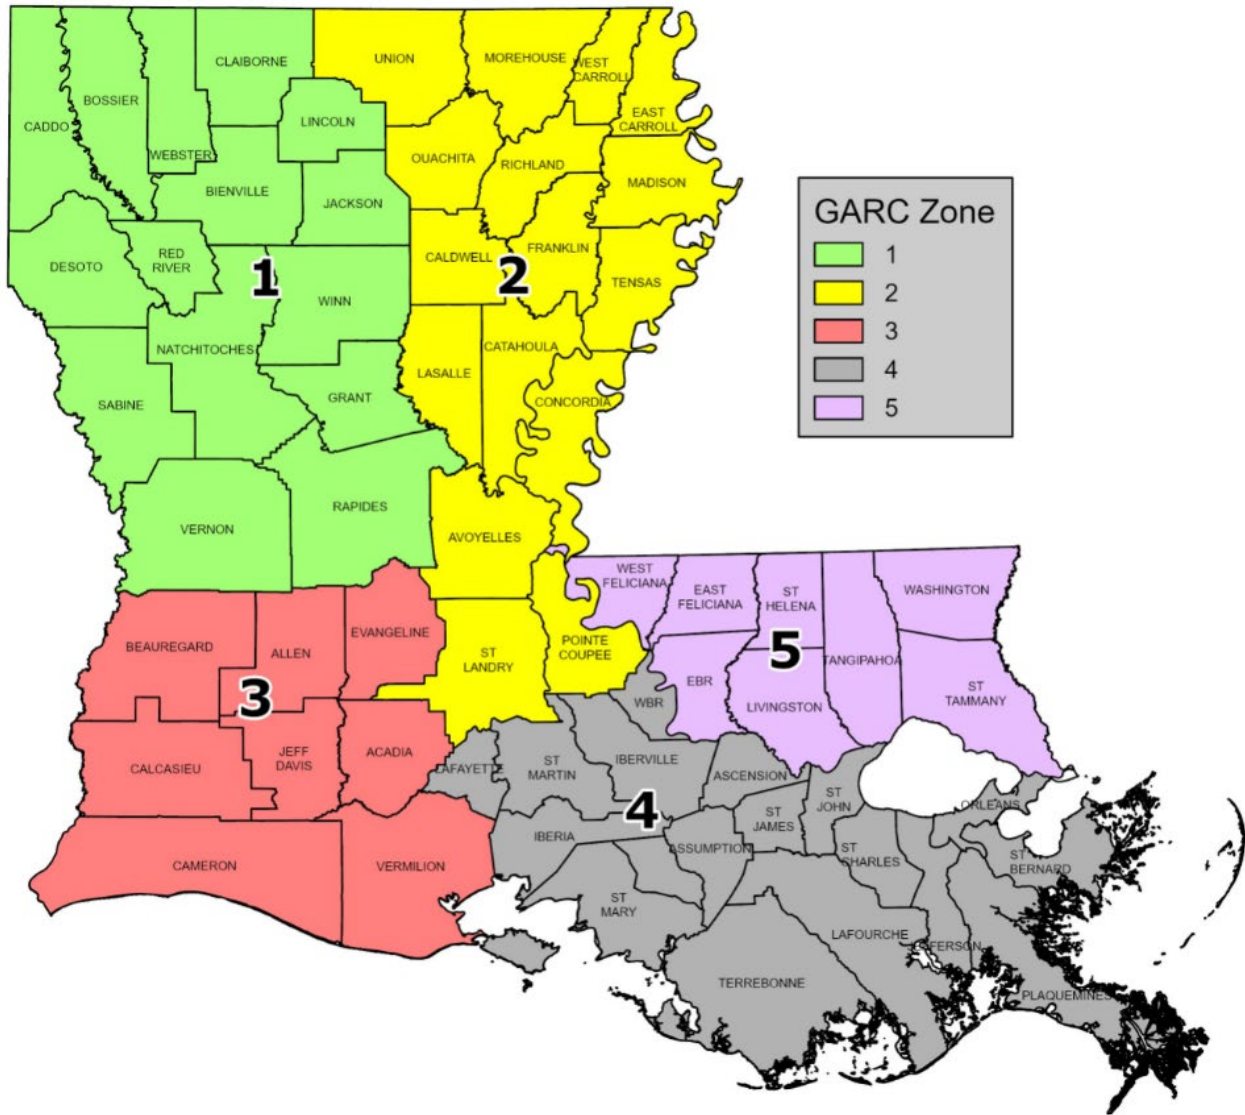 CLAIBORNE
UNION
MOREHOUSE
WEST
CARROLL
BOSSIER
CADDO
WEBSTER
LINCOLN
EAST
CARROLL
OUACHITA
RICHLAND
MADISON
BIENVILLE
JACKSON
GARC Zone
1
2
3
4
5
DESOTO
RED
RIVER
CALDWELL
FRANKLIN
TENSAS
1
2
WINN
NATCHITOCHES
CATAHOULA
LASALLE
SABINE
GRANT
CONCORDIA
VERNON
RAPIDES
AVOYELLES
WEST
FELICIANA
EAST
FELICIANA
ST
HELENA
WASHINGTON
BEAUREGARD
ALLEN
EVANGELINE
ST
LANDRY
POINTE
COUPEE
5
TANGIPAHOA
EBR
LIVINGSTON
ST
TAMMANY
3
WBR
CALCASIEU
JEFF
DAVIS
ACADIA
LAFAYETTE
ST
MARTIN
IBERVILLE
ASCENSION
ST
JOHN
ORLEANS
4
ST
JAMES
IBERIA
ASSUMPTION
ST
CHARLES
ST
BERNARD
CAMERON
VERMILION
ST
MARY
LAFOURCHE
JEFFERSON
TERREBONNE
PLAQUEMINES